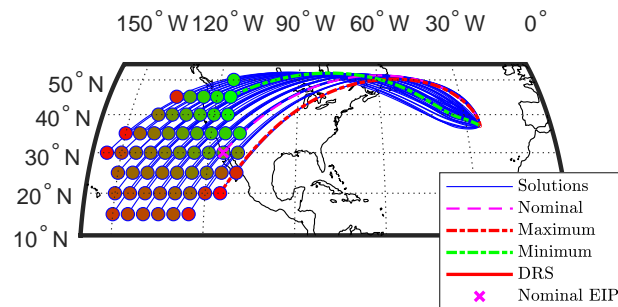 150° W 120° W 90° W 60° W 30° W 0°
50° N
40° N
30° N
20° N
10° N
Solutions
Nominal
Maximum
Minimum
DRS
Nominal EIP